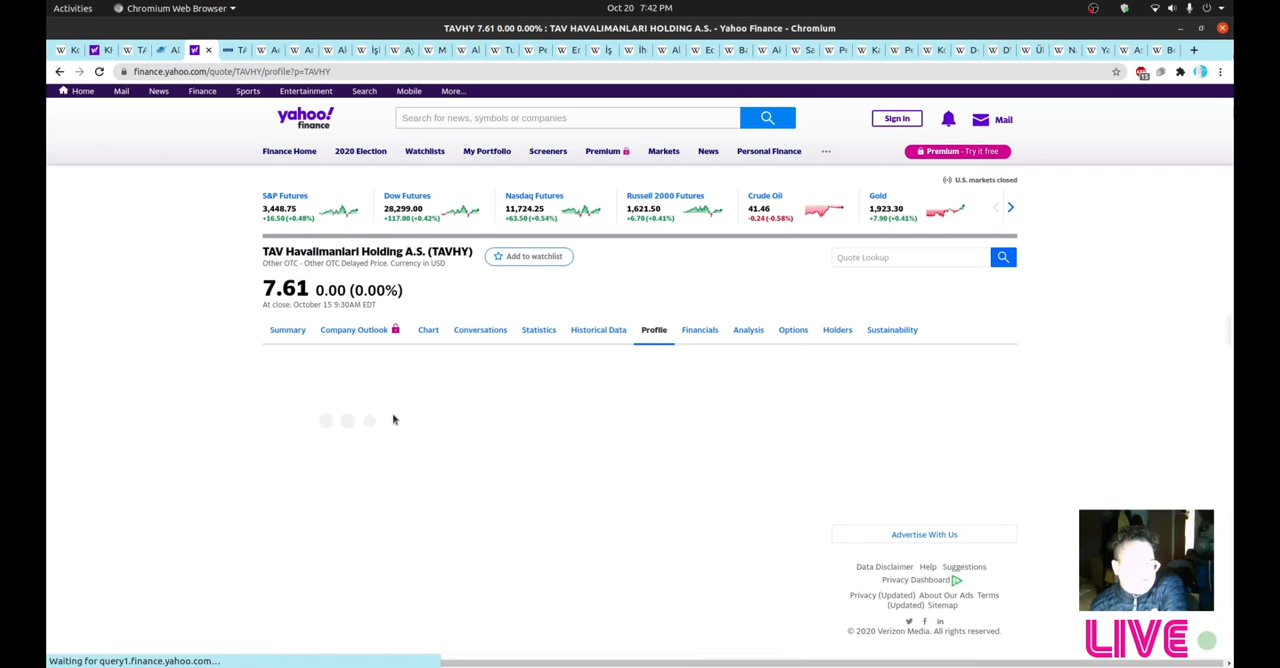 Activities
Chromium Web Browser
Oct 20 7:42 PM
TAVHY 7.61 0.00 0.00% : TAV HAVALIMANLARI HOLDING A.S. - Yahoo Finance - Chromium
finance.yahoo.com/quote/TAVHY/profile?p=TAVHY
15
Home Mail News Finance Sports Entertainment Search Mobile More...
yahoo!
finance
Search for news, symbols or companies
Sign in
Mail
Finance Home 2020 Election Watchlists My Portfolio Screeners Premium Markets News Personal Finance ...
Premium - Try it free
U.S. markets closed
S&P Futures Dow Futures Nasdaq Futures Russell 2000 Futures Crude Oil Gold
3,448.75 28,299.00 11,724.25 1,621.50 41.46 1,923.30
+16.50 (+0.48%) +117.00 (+0.42%) +63.50 (+0.54%) +6.70 (+0.41%) -0.24 (-0.58%) +7.90 (+0.41%)
TAV Havalimanlari Holding A.S. (TAVHY)
Add to watchlist
Quote Lookup
Other OTC - Other OTC Delayed Price. Currency in USD
7.61 0.00 (0.00%)
At close: October 15 9:30AM EDT
Summary Company Outlook Chart Conversations Statistics Historical Data Profile Financials Analysis Options Holders Sustainability
Advertise With Us
Data Disclaimer Help Suggestions
Privacy Dashboard
Privacy (Updated) About Our Ads Terms
(Updated) Sitemap
© 2020 Verizon Media. All rights reserved.
LIVE
Waiting for query1.finance.yahoo.com...